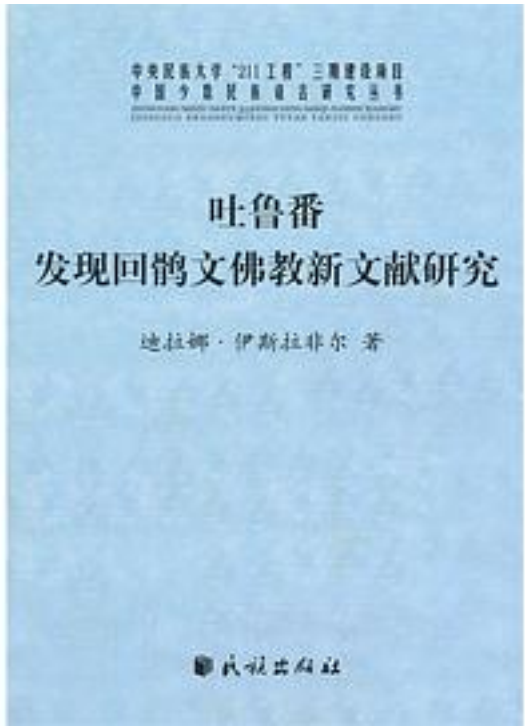 中央民族大学“211工程”三期建设项目
中国少数民族语言研究丛书
吐鲁番
发现回鹘文佛教新文献研究
迪拉娜·伊斯拉非尔 著
民族出版社